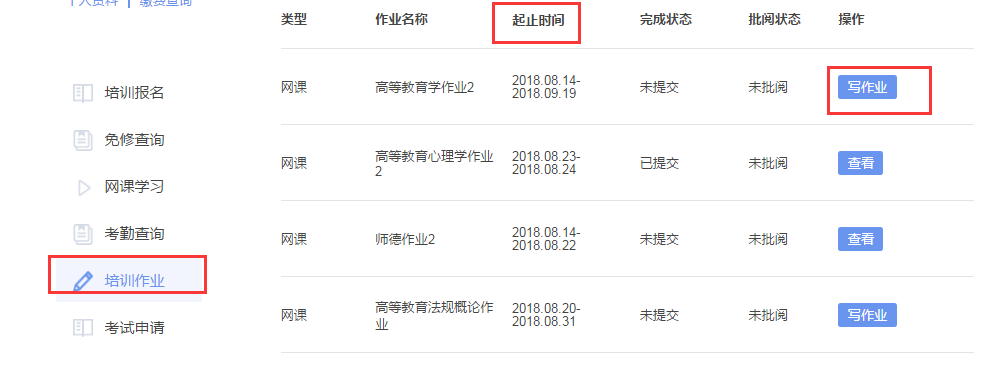 个人资料 | 缴费查询
类型 作业名称 起止时间 完成状态 批阅状态 操作
培训报名
免修查询
网课学习
考勤查询
培训作业
考试申请
网课 高等教育学作业2 2018.08.14- 未提交 未批阅 写作业
2018.09.19
网课 高等教育心理学作业 2018.08.23- 已提交 未批阅 查看
2 2018.08.24
网课 师德作业2 2018.08.14- 未提交 未批阅 查看
2018.08.22
网课 高等教育法规概论作 2018.08.20- 未提交 未批阅 写作业
业 2018.08.31